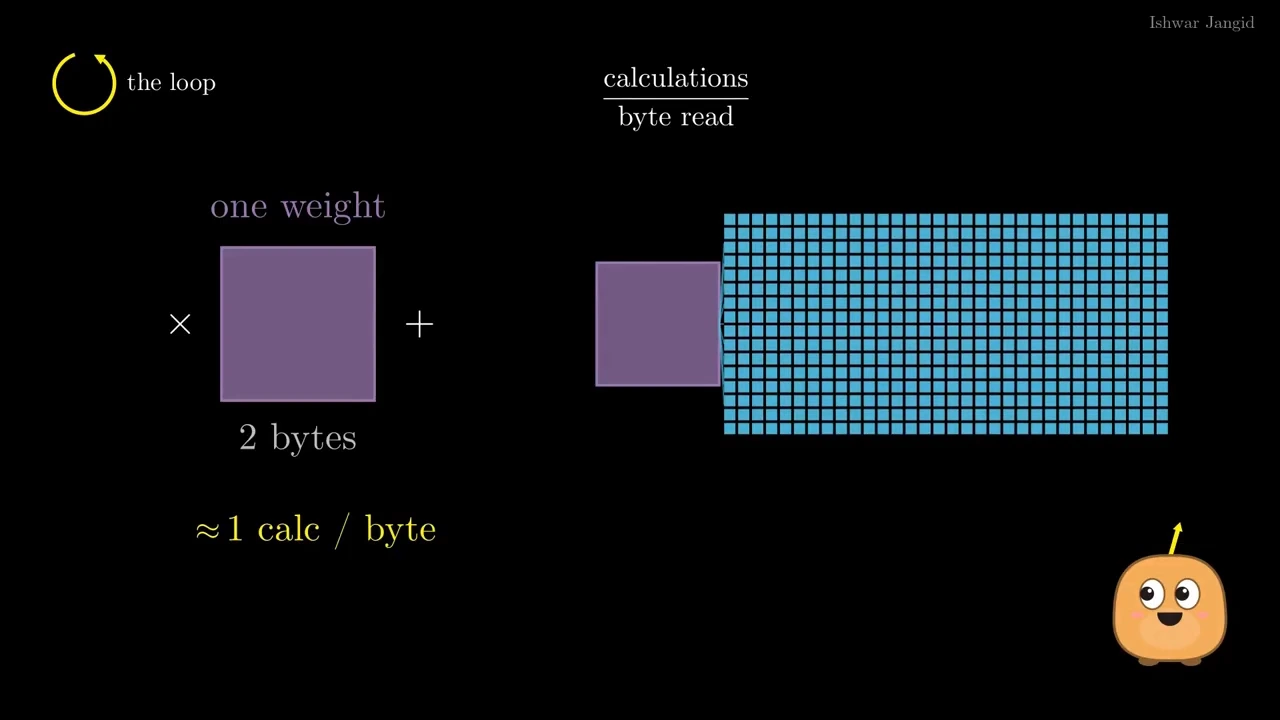 Ishwar Jangid
the loop
calculations
byte read
one weight
× +
2 bytes
≈ 1 calc / byte